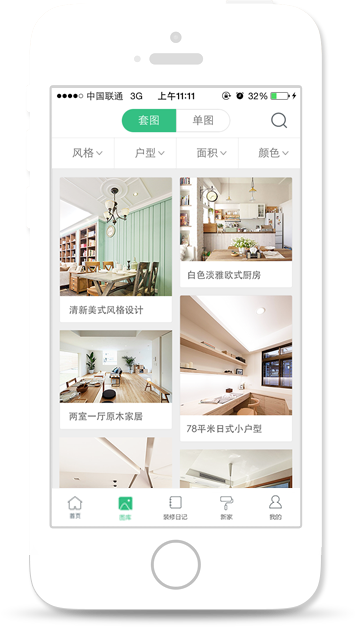 中国联通 3G 上午11:11 32%
套图 单图
风格 户型 面积 颜色
清新美式风格设计
白色淡雅欧式厨房
两室一厅原木家居
78平米日式小户型
首页 图库 装修日记 新家 我的